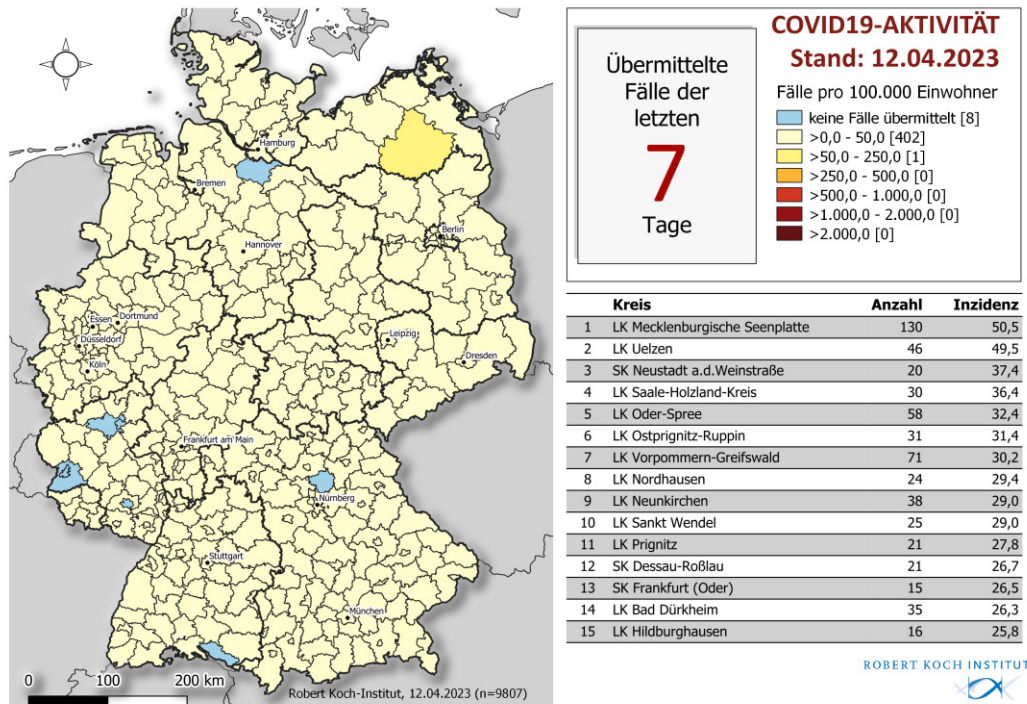 Hamburg
Bremen
Berlin
Hannover
Essen
Dortmund
Düsseldorf
Leipzig
Köln
Dresden
Frankfurt am Main
Nürnberg
Stuttgart
München
0 100 200 km
Robert Koch-Institut, 12.04.2023 (n=9807)
Übermittelte
Fälle der
letzten
7
Tage
COVID19-AKTIVITÄT
Stand: 12.04.2023
Fälle pro 100.000 Einwohner
keine Fälle übermittelt [8]
>0,0 - 50,0 [402]
>50,0 - 250,0 [1]
>250,0 - 500,0 [0]
>500,0 - 1.000,0 [0]
>1.000,0 - 2.000,0 [0]
>2.000,0 [0]
Kreis Anzahl Inzidenz
1 LK Mecklenburgische Seenplatte 130 50,5
2 LK Uelzen 46 49,5
3 SK Neustadt a.d.Weinstraße 20 37,4
4 LK Saale-Holzland-Kreis 30 36,4
5 LK Oder-Spree 58 32,4
6 LK Ostprignitz-Ruppin 31 31,4
7 LK Vorpommern-Greifswald 71 30,2
8 LK Nordhausen 24 29,4
9 LK Neunkirchen 38 29,0
10 LK Sankt Wendel 25 29,0
11 LK Prignitz 21 27,8
12 SK Dessau-Roßlau 21 26,7
13 SK Frankfurt (Oder) 15 26,5
14 LK Bad Dürkheim 35 26,3
15 LK Hildburghausen 16 25,8
ROBERT KOCH INSTITUT